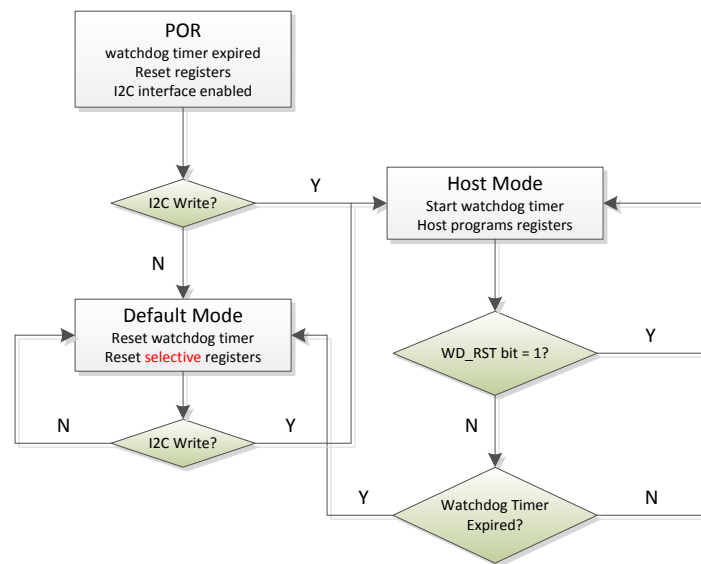 POR
watchdog timer expired
Reset registers
I2C interface enabled
I2C Write?
Y
N
Host Mode
Start watchdog timer
Host programs registers
Default Mode
Reset watchdog timer
Reset selective registers
WD_RST bit = 1?
Y
N
I2C Write?
N
Y
Watchdog Timer
Expired?
Y
N